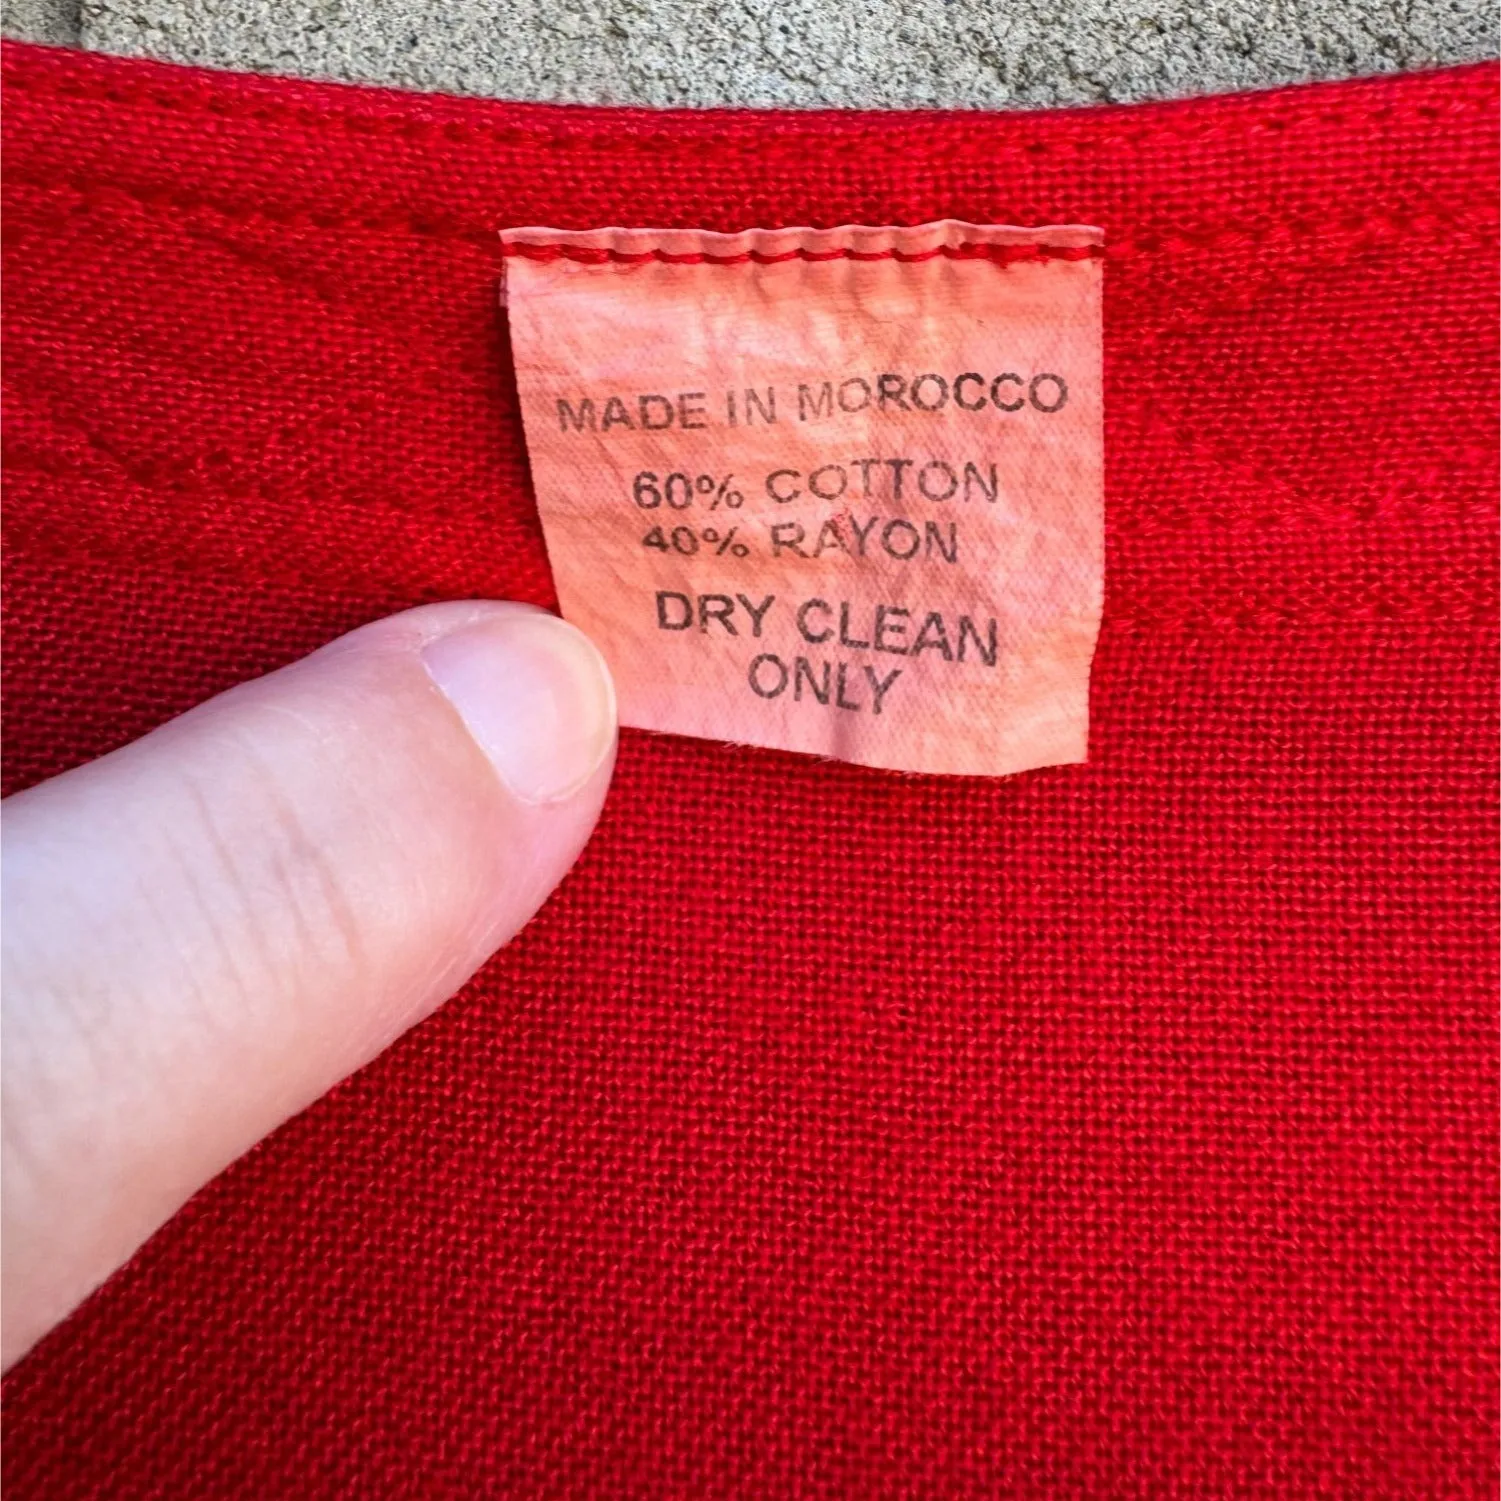 MADE IN MOROCCO
60% COTTON
40% RAYON
DRY CLEAN
ONLY